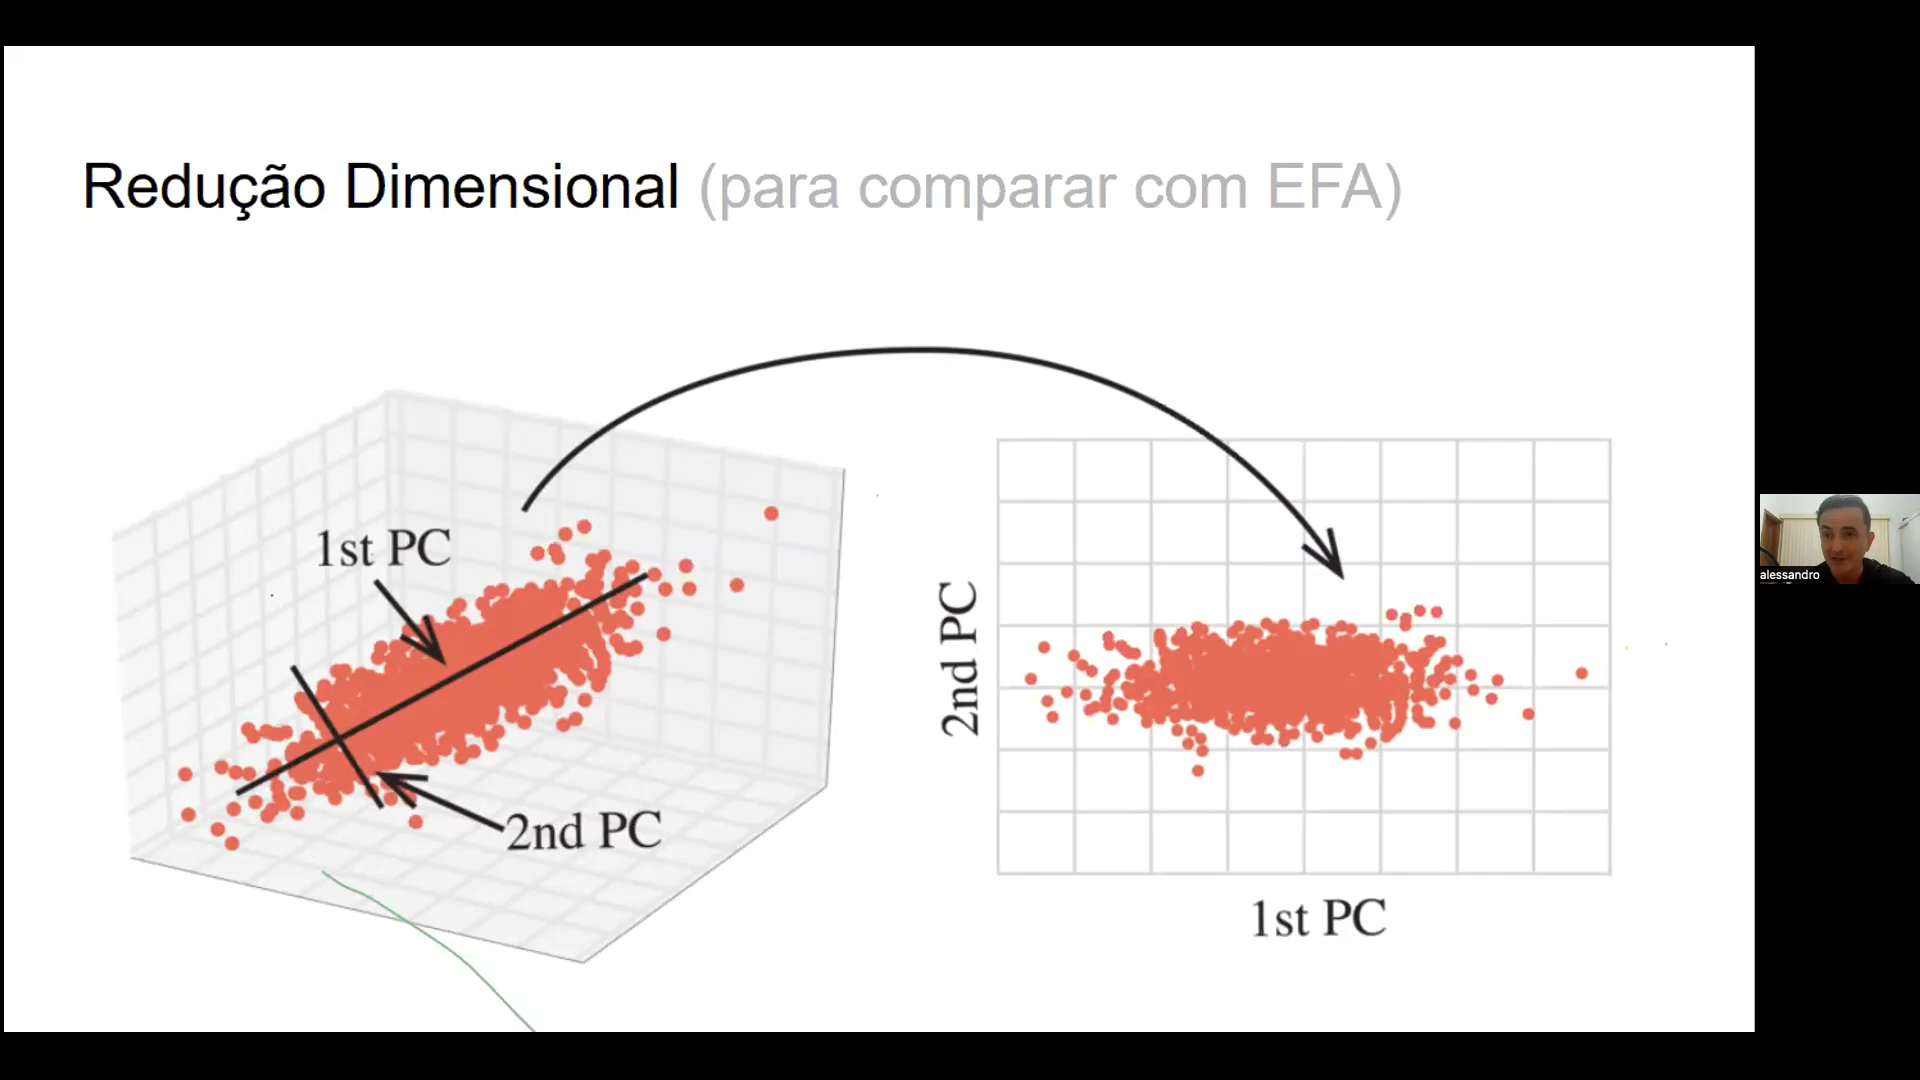 Redução Dimensional (para comparar com EFA)
1st PC
2nd PC
2nd PC
1st PC
alessandro